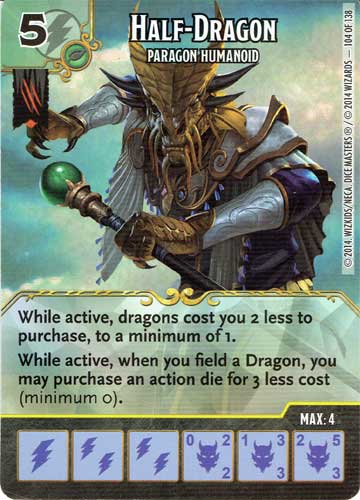 5
HALF-DRAGON
PARAGON HUMANOID
©2014 WIZKIDS/NECA. DICE MASTERS®/©2014 WIZARDS — 104 OF 138
While active, dragons cost you 2 less to
purchase, to a minimum of 1.
While active, when you field a Dragon, you
may purchase an action die for 3 less cost
(minimum 0).
MAX: 4
0 2 2
1 3 3
2 5 3